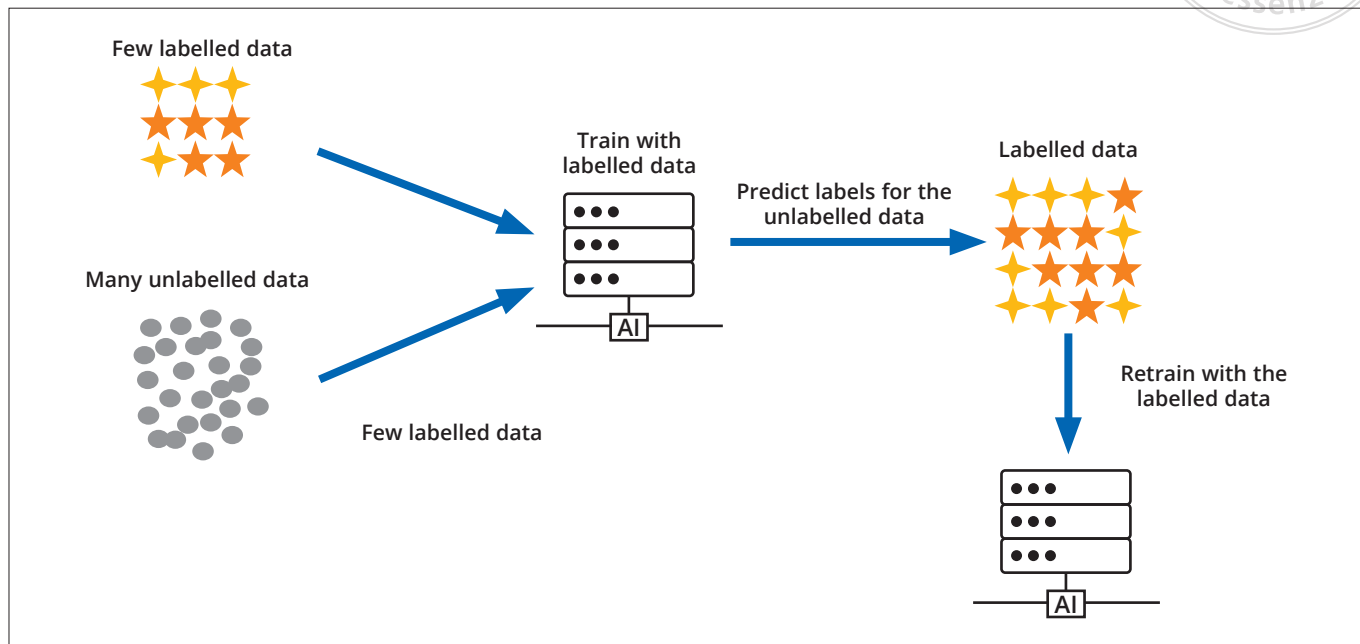 Few labelled data
Train with
labelled data
Labelled data
Predict labels for the
unlabelled data
Many unlabelled data
AI
Few labelled data
Retrain with the
labelled data
AI